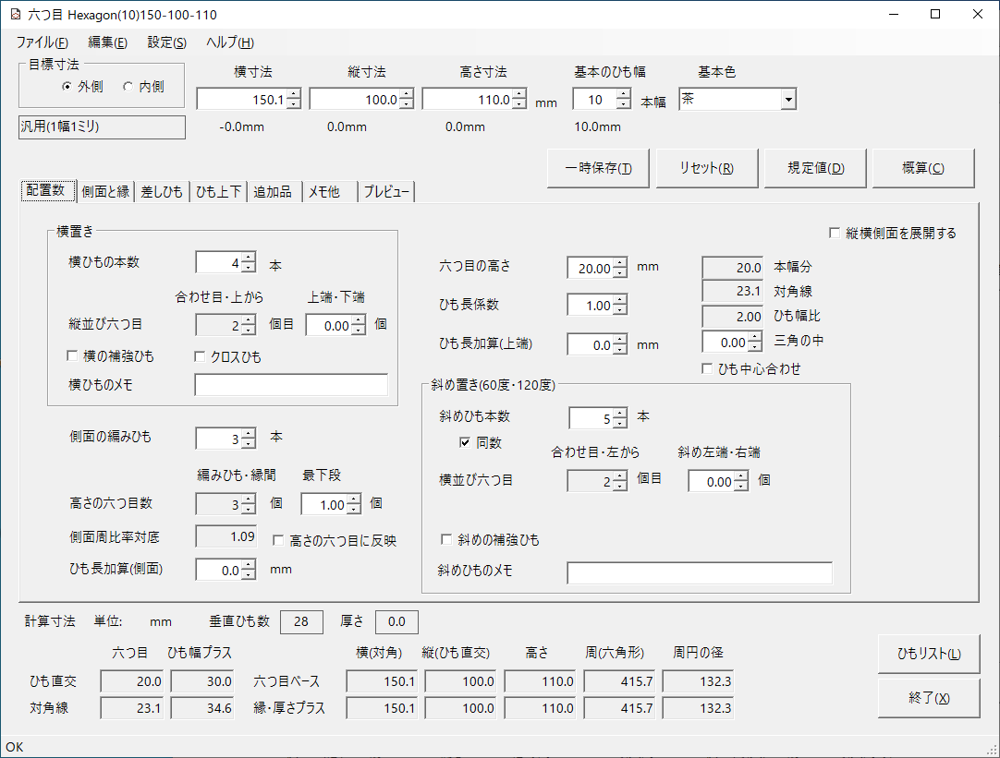 六つ目 Hexagon(10)150-100-110
ファイル(F) 編集(E) 設定(S) ヘルプ(H)
目標寸法 横寸法 縦寸法 高さ寸法 基本のひも幅 基本色
外側 内側 150.1 100.0 110.0 mm 10 本幅 茶
汎用(1幅1ミリ) -0.0mm 0.0mm 0.0mm 10.0mm
一時保存(T) リセット(R) 規定値(D) 概算(C)
配置数 側面と縁 差しひも ひも上下 追加品 メモ他 プレビュー
横置き
横ひもの本数 4 本
合わせ目・上から 上端・下端
縦並び六つ目 2 個目 0.00 個
横の補強ひも クロスひも
横ひものメモ
側面の編みひも 3 本
編みひも・縁間 最下段
高さの六つ目数 3 個 1.00 個
側面周比率対底 1.09 高さの六つ目に反映
ひも長加算(側面) 0.0 mm
縦横側面を展開する
六つ目の高さ 20.00 mm 20.0 本幅分
23.1 対角線
ひも長係数 1.00 2.00 ひも幅比
ひも長加算(上端) 0.0 mm 0.00 三角の中
ひも中心合わせ
斜め置き(60度・120度)
斜めひも本数 5 本
同数 合わせ目・左から 斜め左端・右端
横並び六つ目 2 個目 0.00 個
斜めの補強ひも
斜めひものメモ
計算寸法 単位: mm 垂直ひも数 28 厚さ 0.0
六つ目 ひも幅プラス 横(対角) 縦(ひも直交) 高さ 周(六角形) 周円の径
ひも直交 20.0 30.0 六つ目ベース 150.1 100.0 110.0 415.7 132.3
対角線 23.1 34.6 縁・厚さプラス 150.1 100.0 110.0 415.7 132.3
ひもリスト(L)
終了(X)
OK